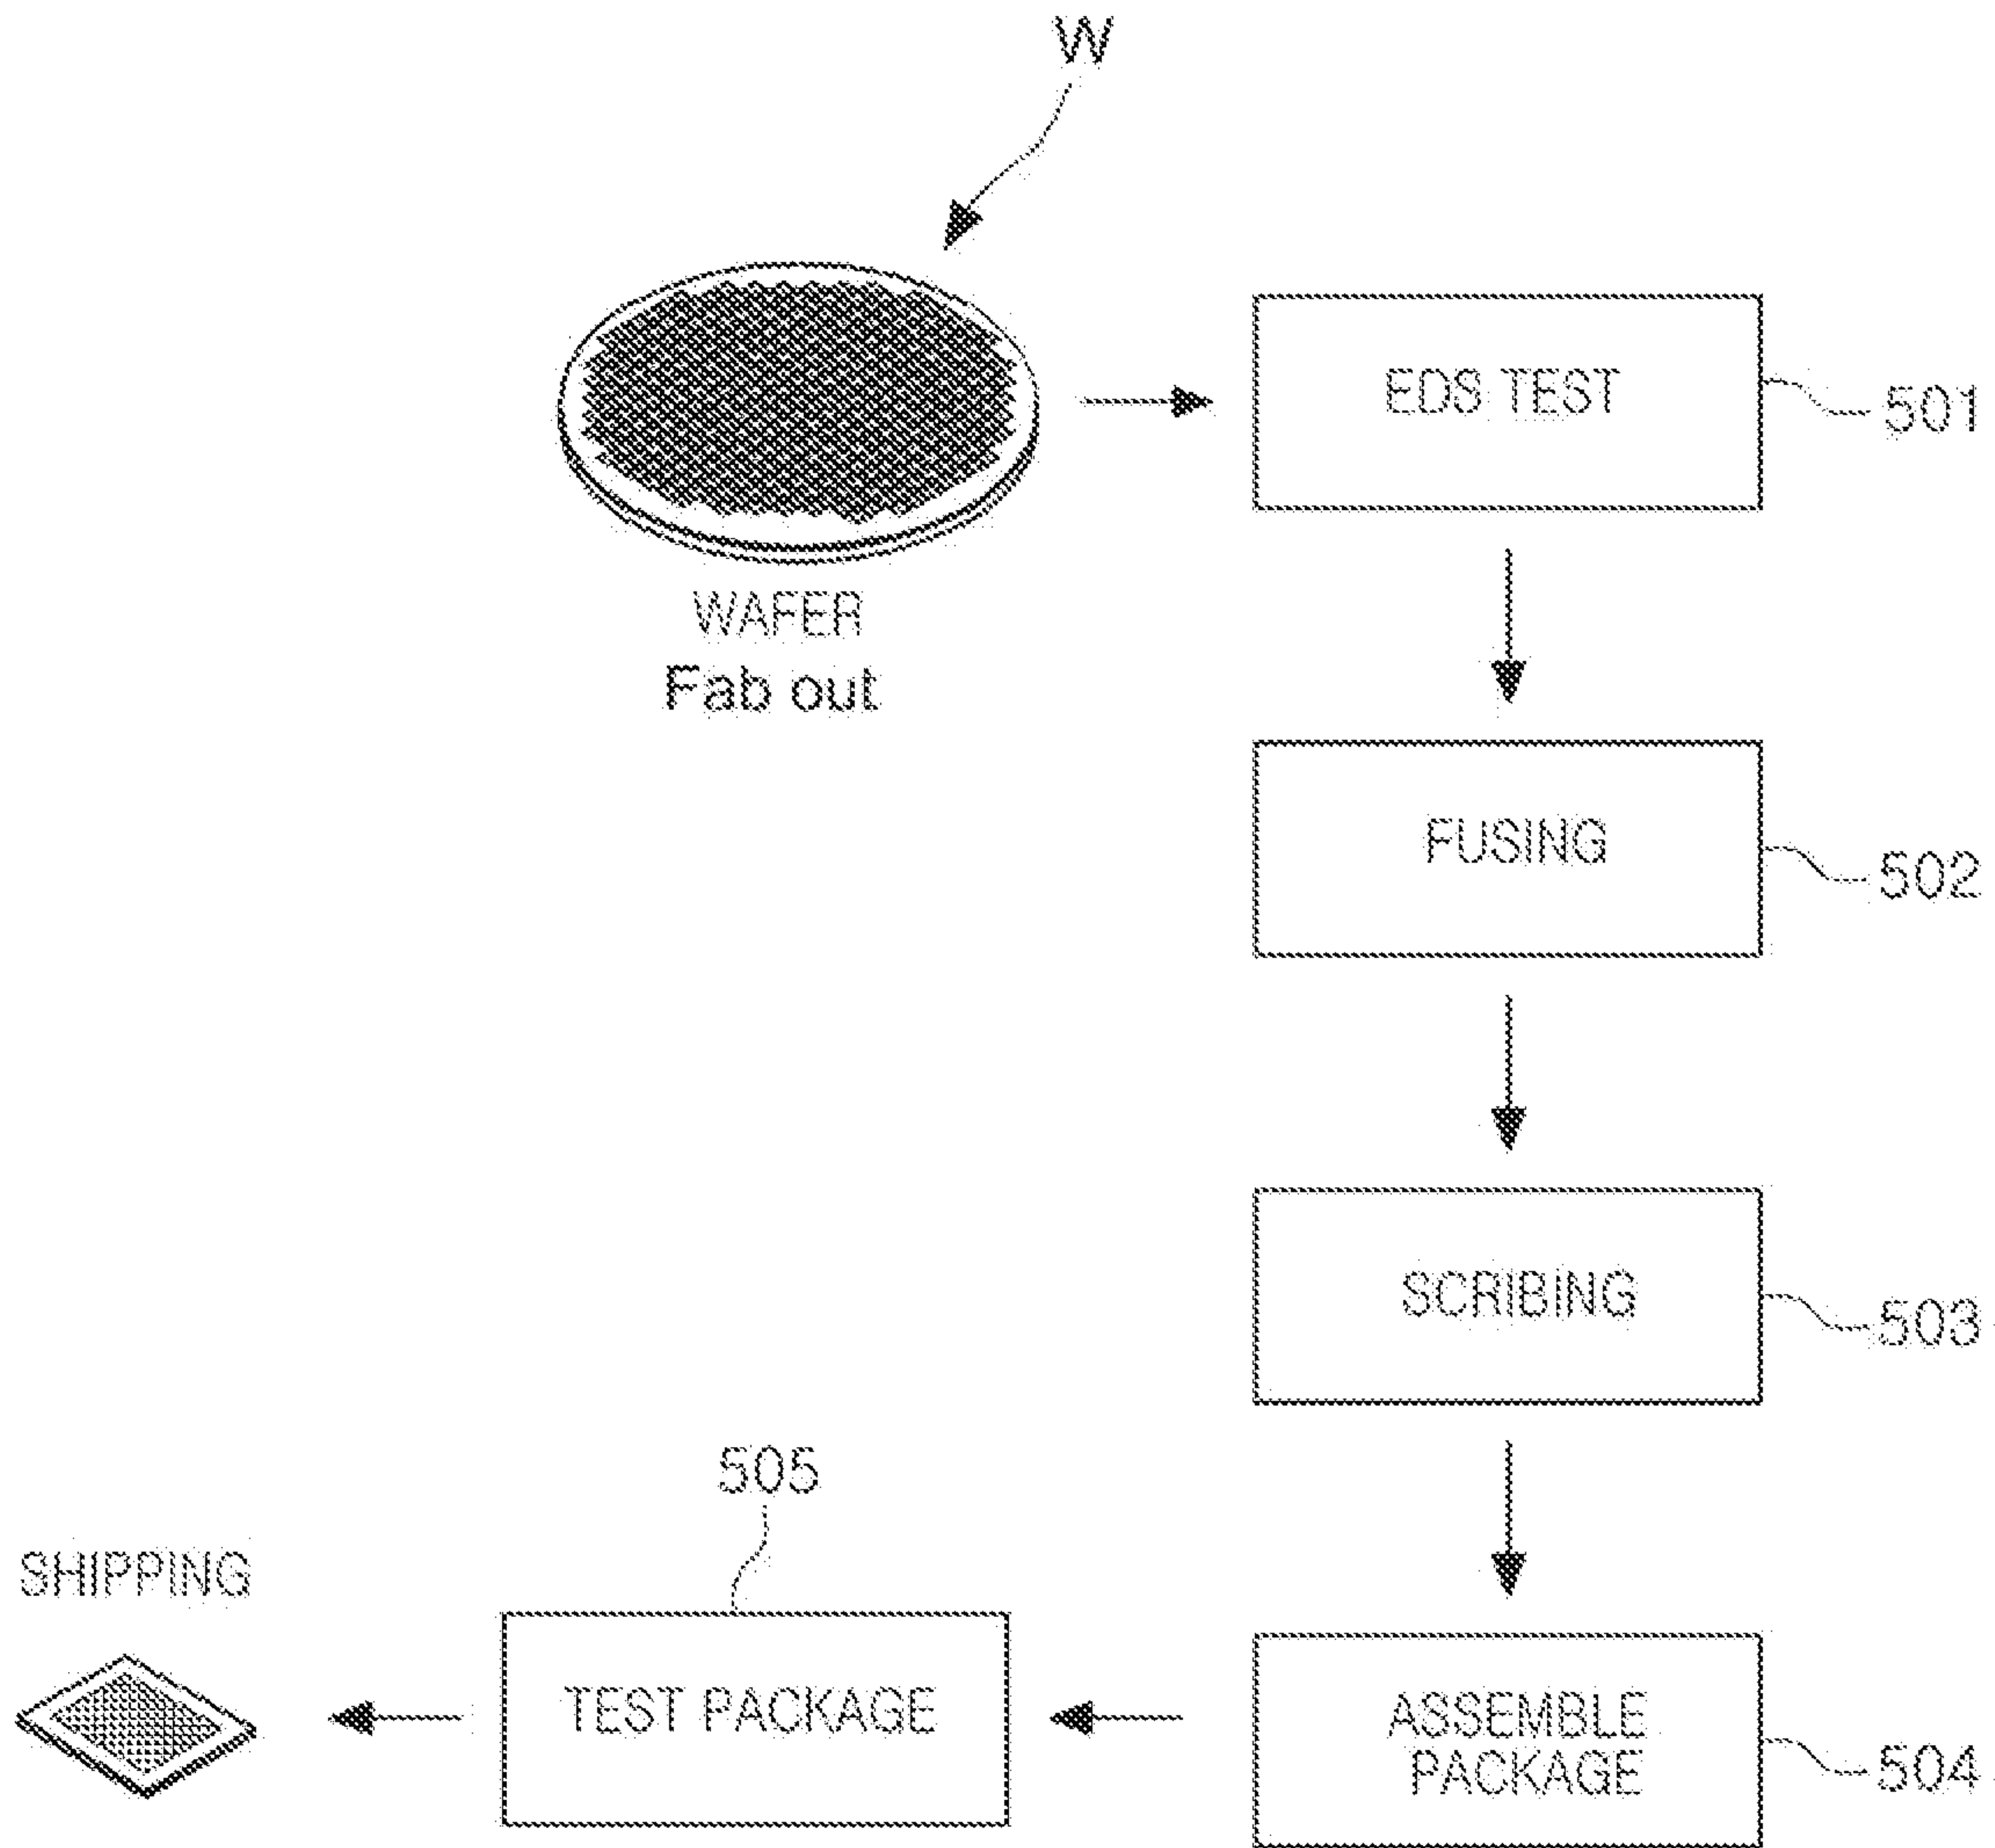 W
WAFER
Fab out
EDS TEST
501
FUSING
502
SCRIBING
503
505
SHIPPING
TEST PACKAGE
ASSEMBLE
PACKAGE
504